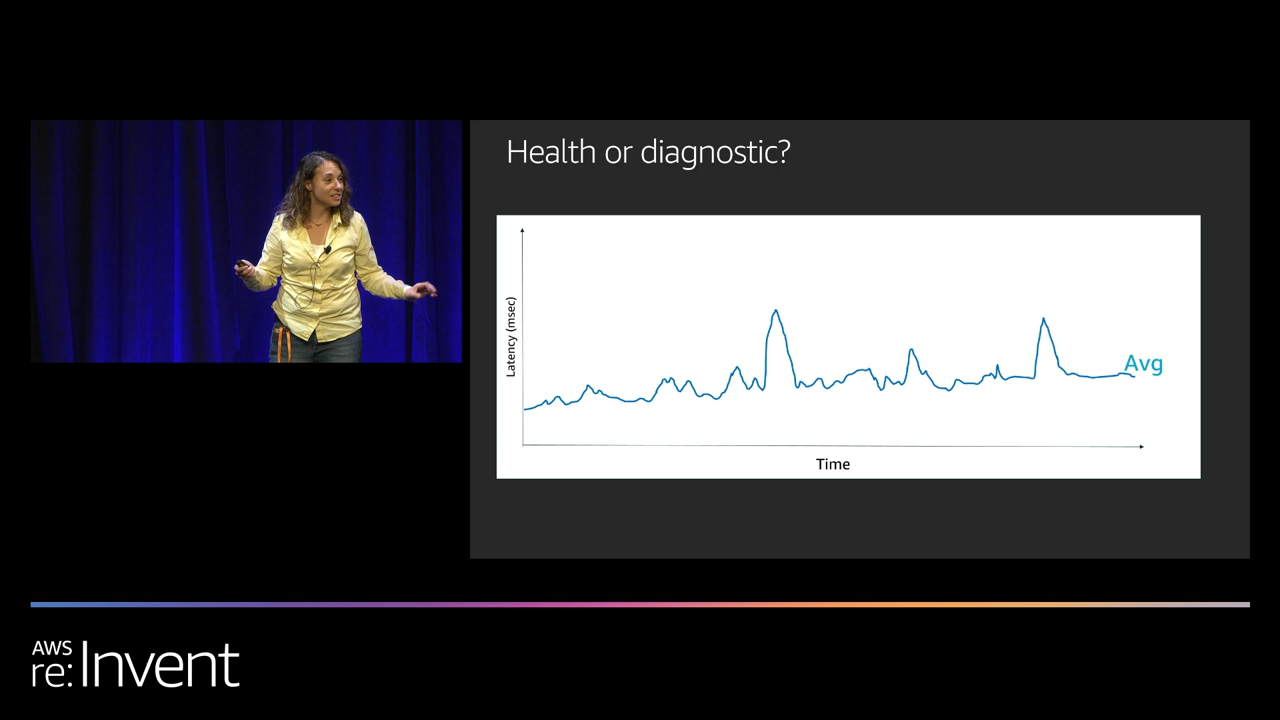 Health or diagnostic?
Latency (msec)
Avg
Time
AWS
re:Invent